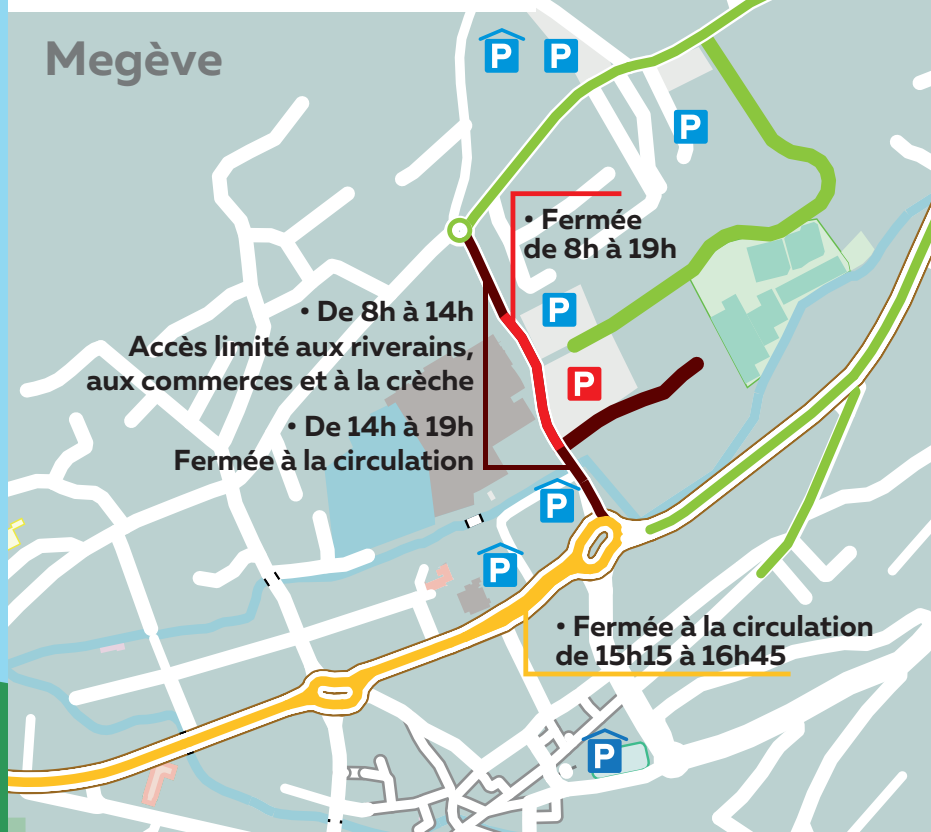 Megève
P P
P
• Fermée
de 8h à 19h
P
• De 8h à 14h
Accès limité aux riverains,
aux commerces et à la crèche
P
• De 14h à 19h
Fermée à la circulation
P
P
• Fermée à la circulation
de 15h15 à 16h45
P